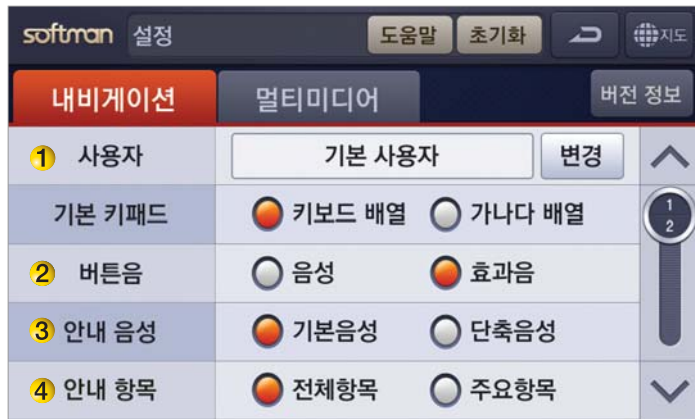 softman 설정 도움말 초기화 지도
내비게이션 멀티미디어 버전 정보
1 사용자 기본 사용자 변경
기본 키패드 키보드 배열 가나다 배열 1
2
2 버튼음 음성 효과음
3 안내 음성 기본음성 단축음성
4 안내 항목 전체항목 주요항목